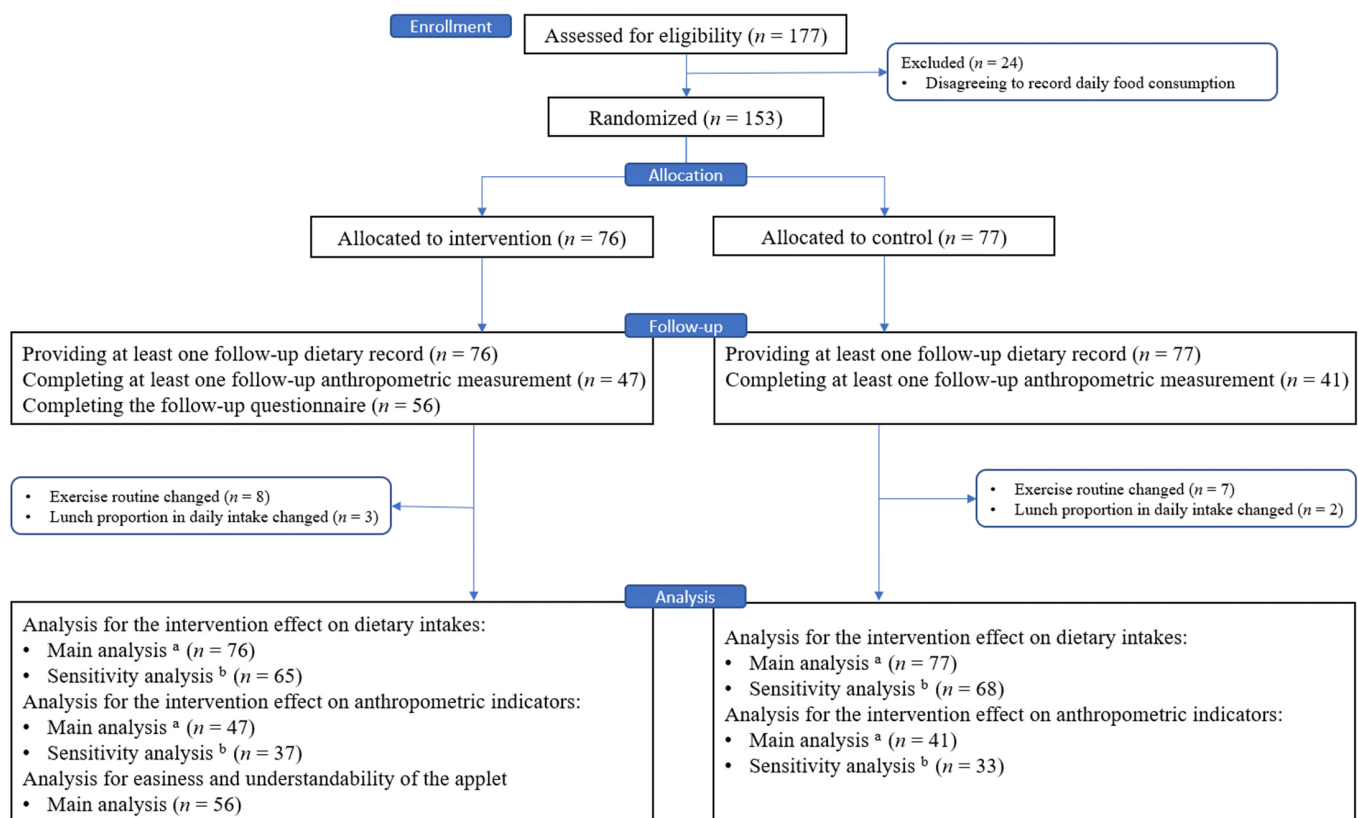 Enrollment
Assessed for eligibility (n = 177)
Excluded (n = 24)
• Disagreeing to record daily food consumption
Randomized (n = 153)
Allocation
Allocated to intervention (n = 76)
Allocated to control (n = 77)
Follow-up
Providing at least one follow-up dietary record (n = 76)
Completing at least one follow-up anthropometric measurement (n = 47)
Completing the follow-up questionnaire (n = 56)
Providing at least one follow-up dietary record (n = 77)
Completing at least one follow-up anthropometric measurement (n = 41)
• Exercise routine changed (n = 8)
• Lunch proportion in daily intake changed (n = 3)
• Exercise routine changed (n = 7)
• Lunch proportion in daily intake changed (n = 2)
Analysis
Analysis for the intervention effect on dietary intakes:
• Main analysis ᵃ (n = 76)
• Sensitivity analysis ᵇ (n = 65)
Analysis for the intervention effect on anthropometric indicators:
• Main analysis ᵃ (n = 47)
• Sensitivity analysis ᵇ (n = 37)
Analysis for easiness and understandability of the applet
• Main analysis (n = 56)
Analysis for the intervention effect on dietary intakes:
• Main analysis ᵃ (n = 77)
• Sensitivity analysis ᵇ (n = 68)
Analysis for the intervention effect on anthropometric indicators:
• Main analysis ᵃ (n = 41)
• Sensitivity analysis ᵇ (n = 33)